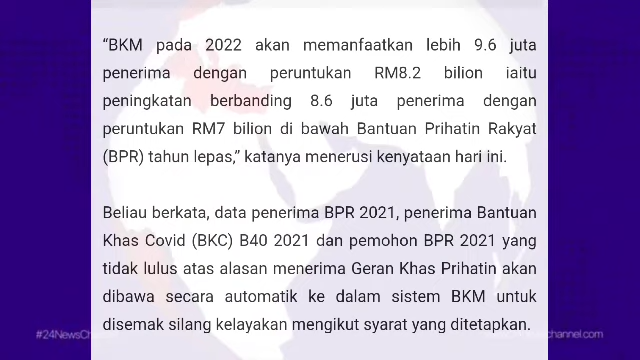 “BKM pada 2022 akan memanfaatkan lebih 9.6 juta
penerima dengan peruntukan RM8.2 bilion iaitu
peningkatan berbanding 8.6 juta penerima dengan
peruntukan RM7 bilion di bawah Bantuan Prihatin Rakyat
(BPR) tahun lepas,” katanya menerusi kenyataan hari ini.
Beliau berkata, data penerima BPR 2021, penerima Bantuan
Khas Covid (BKC) B40 2021 dan pemohon BPR 2021 yang
tidak lulus atas alasan menerima Geran Khas Prihatin akan
dibawa secara automatik ke dalam sistem BKM untuk
disemak silang kelayakan mengikut syarat yang ditetapkan.